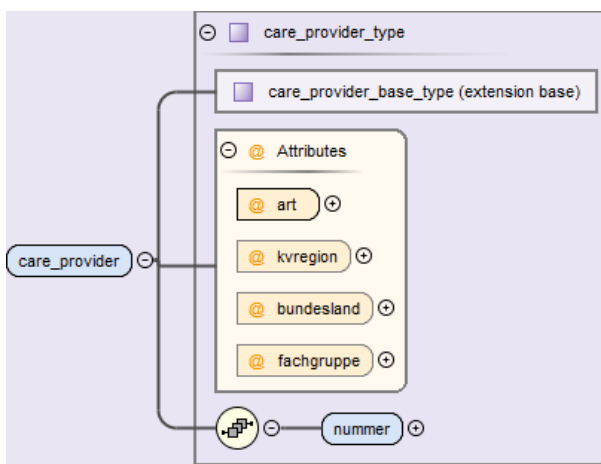 care_provider_type
care_provider_base_type (extension base)
@ Attributes
@ art
@ kvregion
care_provider
@ bundesland
@ fachgruppe
nummer